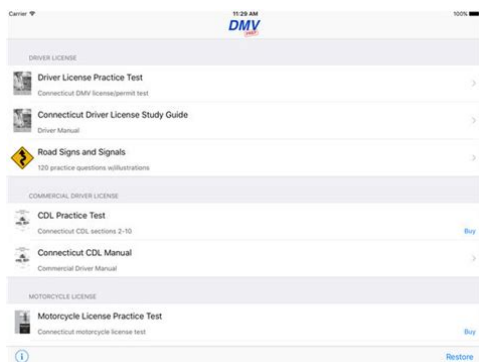 Carrier 11:29 AM 100%
DMV
DRIVER LICENSE
Driver License Practice Test
Connecticut DMV license/permit test
Connecticut Driver License Study Guide
Driver Manual
Road Signs and Signals
120 practice questions w/illustrations
COMMERCIAL DRIVER LICENSE
CDL Practice Test
Connecticut CDL sections 2-10
Buy
Connecticut CDL Manual
Commercial Driver Manual
MOTORCYCLE LICENSE
Motorcycle License Practice Test
Connecticut motorcycle license test
Buy
Restore